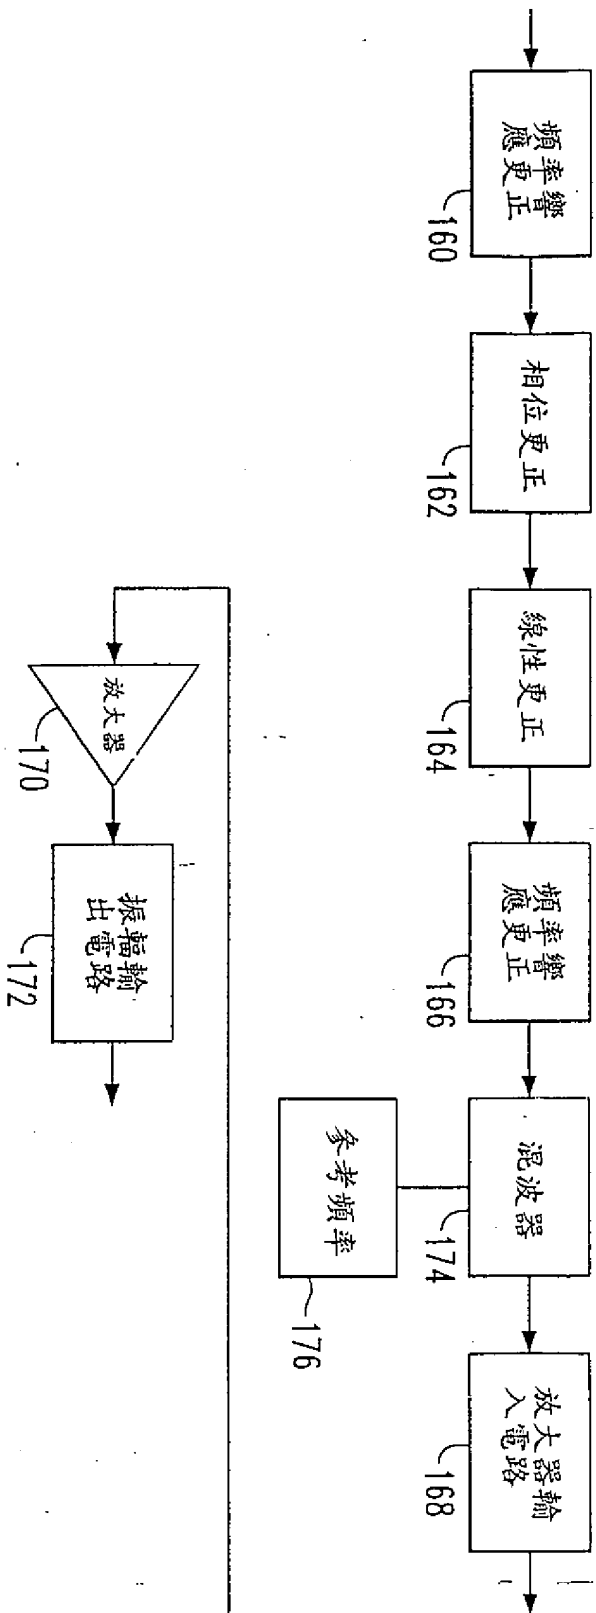 頻率響
應更正
160
相位更正
162
線性更正
164
頻率響
應更正
166
混波器
174
參考頻率
176
放大器輸
入電路
168
放大器
170
振輻輸
出電路
172